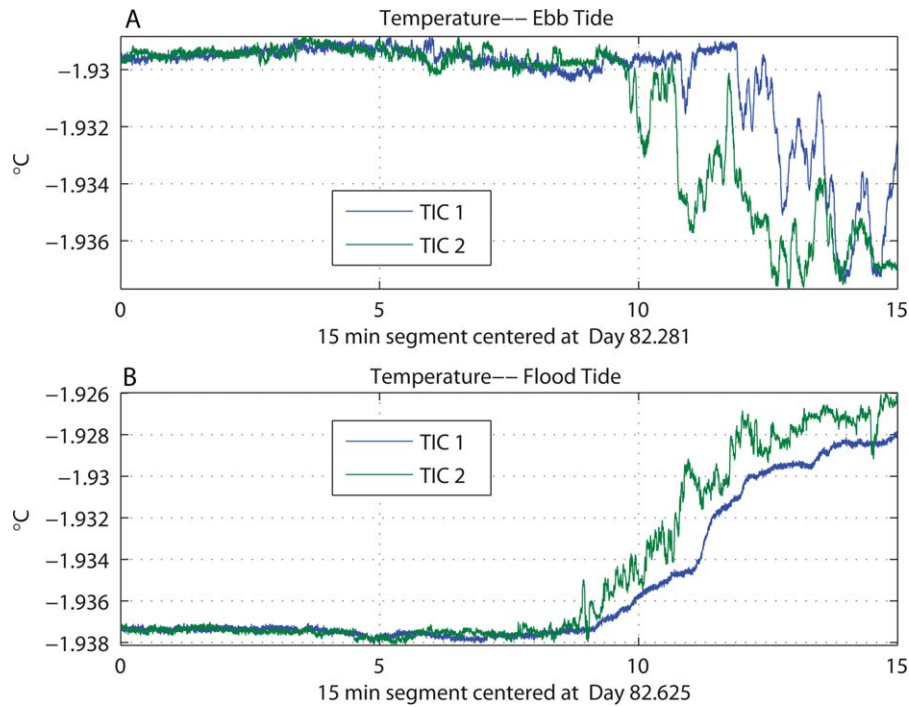 A
Temperature–– Ebb Tide
−1.93
−1.932
−1.934
−1.936
°C
TIC 1
TIC 2
0 5 10 15
15 min segment centered at Day 82.281
B
Temperature–– Flood Tide
−1.926
−1.928
−1.93
−1.932
−1.934
−1.936
−1.938
°C
TIC 1
TIC 2
0 5 10 15
15 min segment centered at Day 82.625